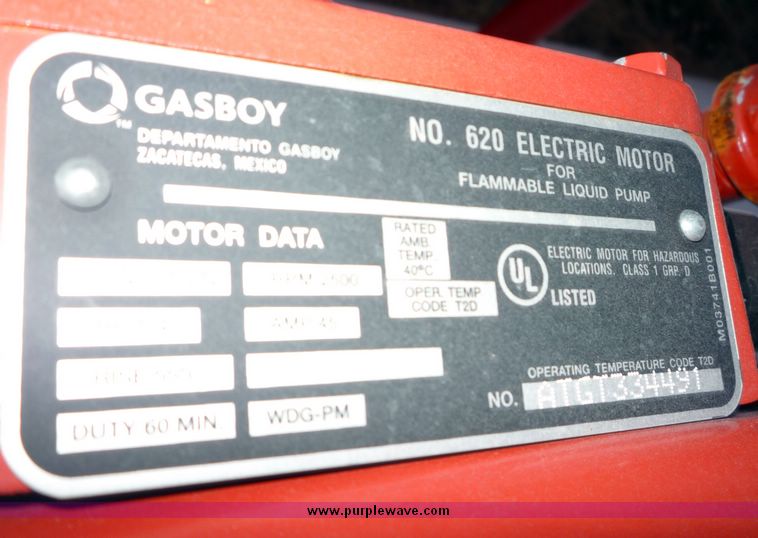 GASBOY
TM
DEPARTAMENTO GASBOY
ZACATECAS, MEXICO
NO. 620 ELECTRIC MOTOR
FOR
FLAMMABLE LIQUID PUMP
MOTOR DATA
RATED
AMB.
TEMP.
40°C
OPER. TEMP
CODE T2D
UL
LISTED
ELECTRIC MOTOR FOR HAZARDOUS
LOCATIONS. CLASS 1 GRP. D
M03741B001
DUTY 60 MIN.
WDG-PM
OPERATING TEMPERATURE CODE T2D
NO. ATGT334491
www.purplewave.com